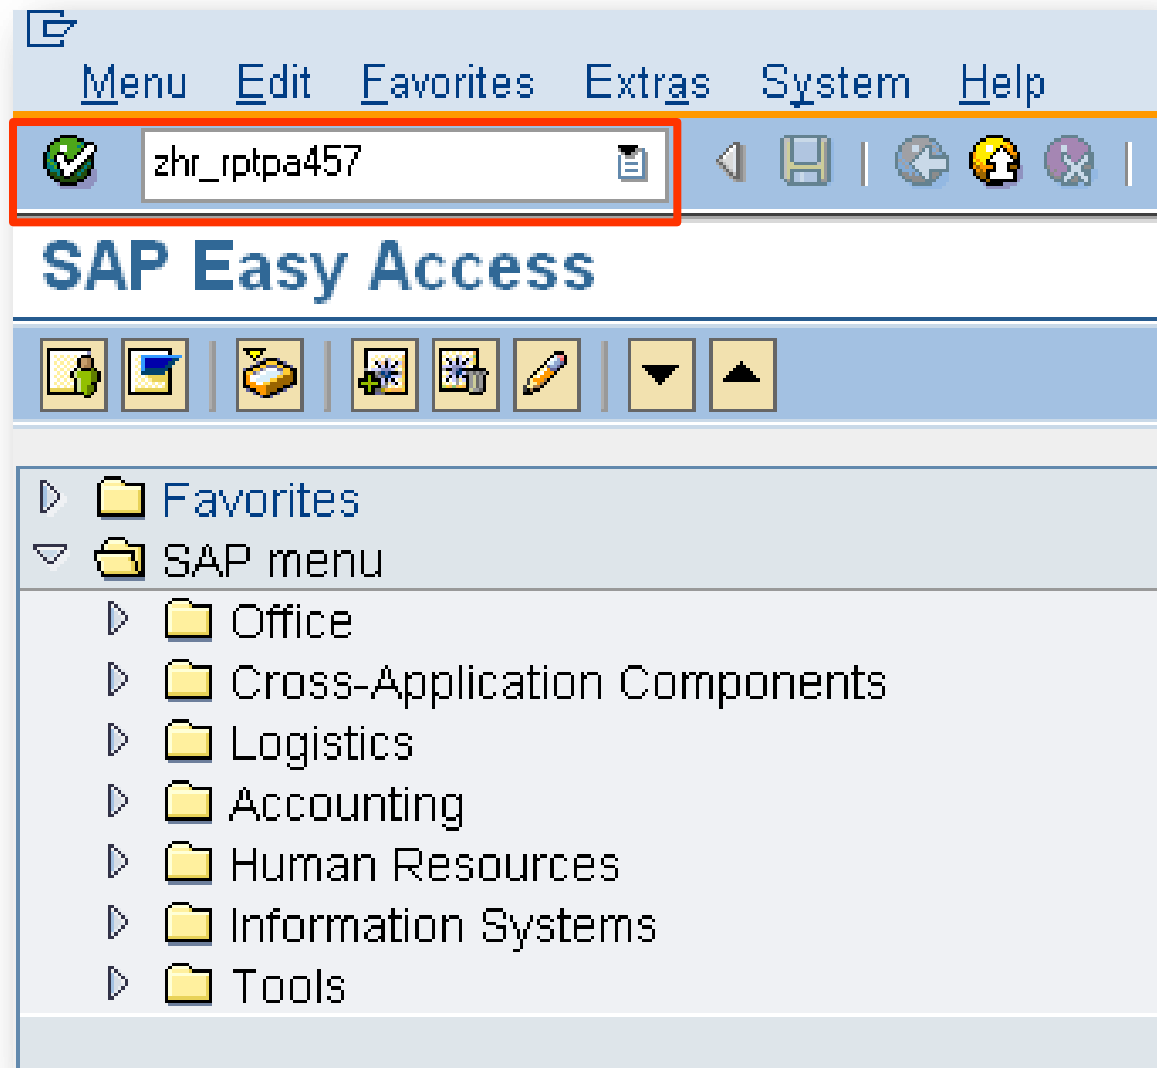 Menu Edit Favorites Extras System Help
zhr_rptpa457
SAP Easy Access
Favorites
SAP menu
Office
Cross-Application Components
Logistics
Accounting
Human Resources
Information Systems
Tools